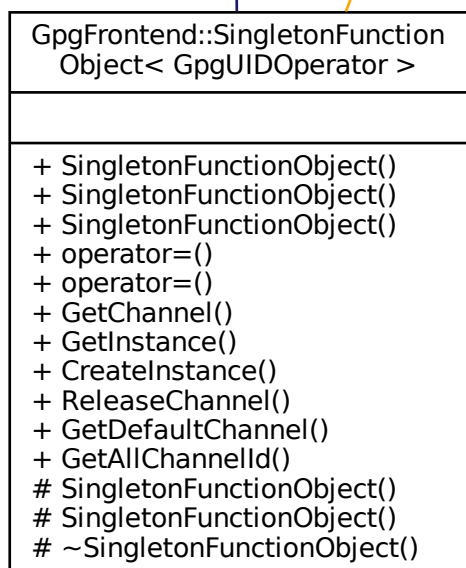 GpgFrontend::SingletonFunction
Object< GpgUIDOperator >
+ SingletonFunctionObject()
+ SingletonFunctionObject()
+ SingletonFunctionObject()
+ operator=()
+ operator=()
+ GetChannel()
+ GetInstance()
+ CreateInstance()
+ ReleaseChannel()
+ GetDefaultChannel()
+ GetAllChannelId()
# SingletonFunctionObject()
# SingletonFunctionObject()
# ~SingletonFunctionObject()